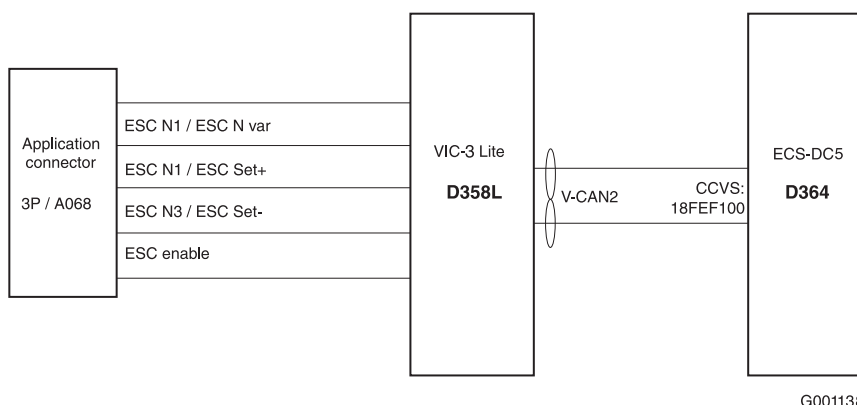 Application
connector
3P / A068
ESC N1 / ESC N var
ESC N1 / ESC Set+
ESC N3 / ESC Set-
ESC enable
VIC-3 Lite
D358L
V-CAN2
CCVS:
18FEF100
ECS-DC5
D364